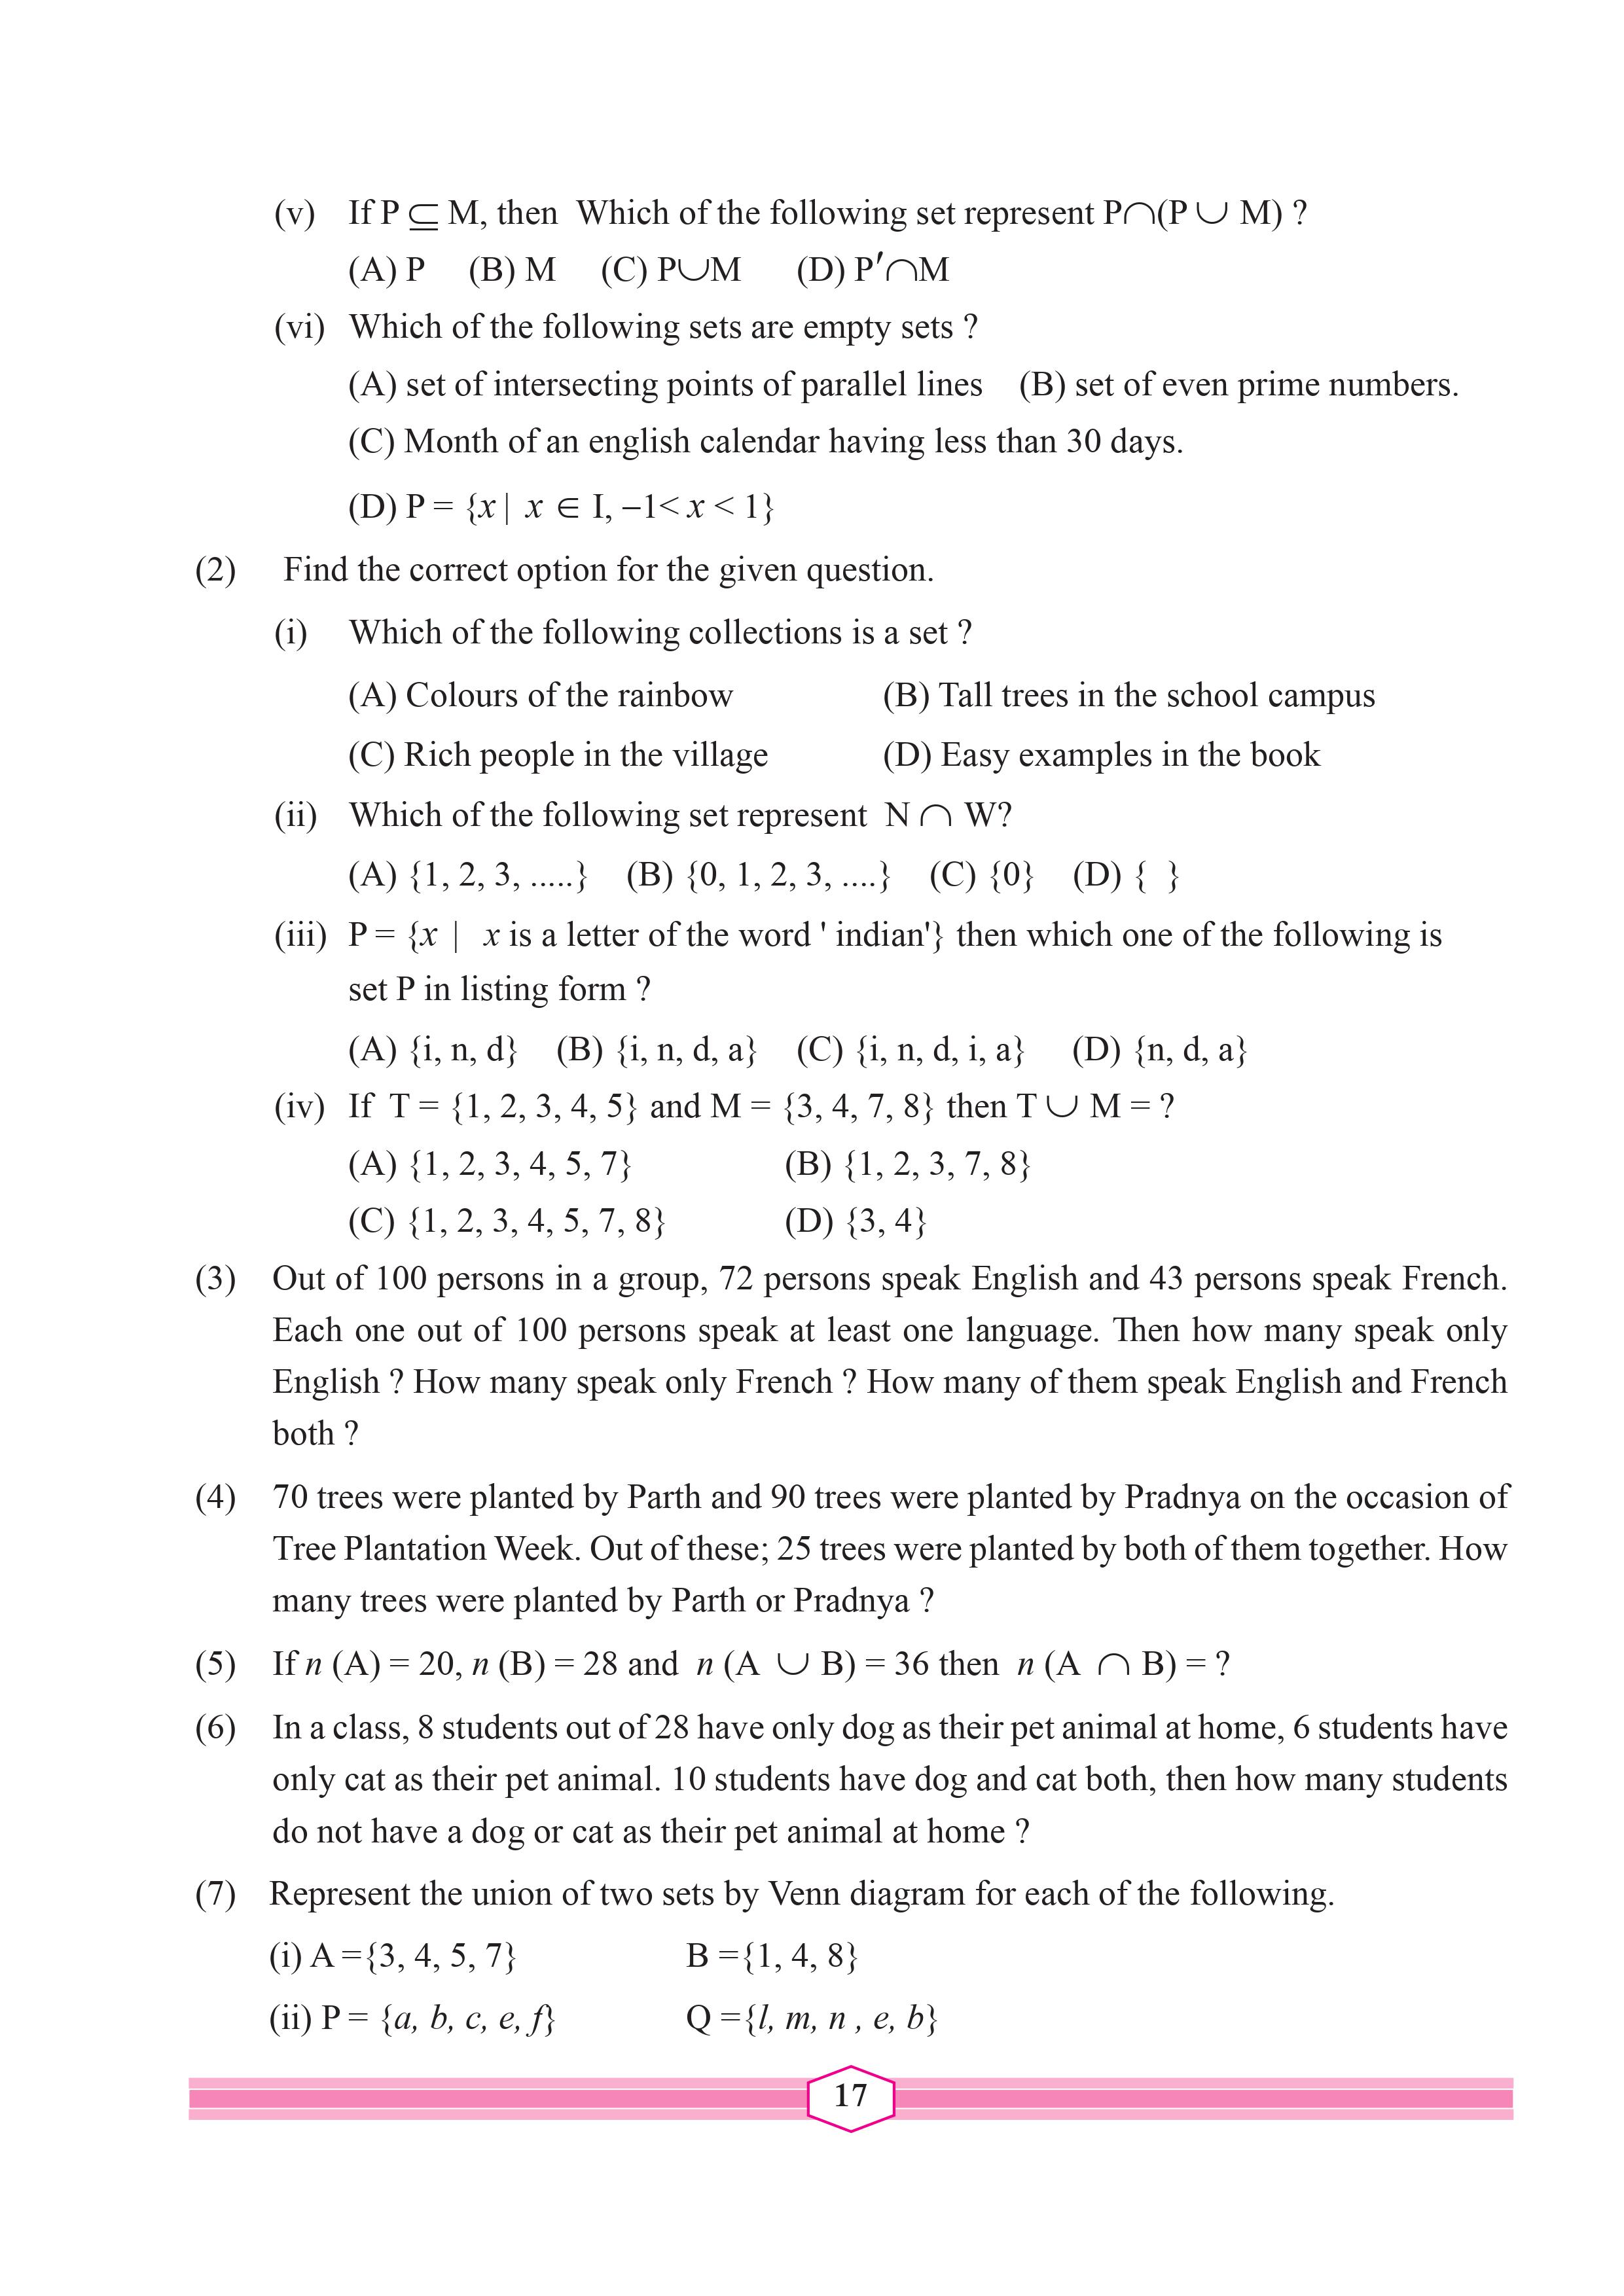 (v) If P ⊆ M, then Which of the following set represent P∩(P ∪ M) ?
(A) P (B) M (C) P∪M (D) P′∩M
(vi) Which of the following sets are empty sets ?
(A) set of intersecting points of parallel lines (B) set of even prime numbers.
(C) Month of an english calendar having less than 30 days.
(D) P = {x | x ∈ I, −1< x < 1}
(2) Find the correct option for the given question.
(i) Which of the following collections is a set ?
(A) Colours of the rainbow (B) Tall trees in the school campus
(C) Rich people in the village (D) Easy examples in the book
(ii) Which of the following set represent N ∩ W?
(A) {1, 2, 3, .....} (B) {0, 1, 2, 3, ....} (C) {0} (D) { }
(iii) P = {x | x is a letter of the word ' indian'} then which one of the following is
set P in listing form ?
(A) {i, n, d} (B) {i, n, d, a} (C) {i, n, d, i, a} (D) {n, d, a}
(iv) If T = {1, 2, 3, 4, 5} and M = {3, 4, 7, 8} then T ∪ M = ?
(A) {1, 2, 3, 4, 5, 7} (B) {1, 2, 3, 7, 8}
(C) {1, 2, 3, 4, 5, 7, 8} (D) {3, 4}
(3) Out of 100 persons in a group, 72 persons speak English and 43 persons speak French.
Each one out of 100 persons speak at least one language. Then how many speak only
English ? How many speak only French ? How many of them speak English and French
both ?
(4) 70 trees were planted by Parth and 90 trees were planted by Pradnya on the occasion of
Tree Plantation Week. Out of these; 25 trees were planted by both of them together. How
many trees were planted by Parth or Pradnya ?
(5) If n (A) = 20, n (B) = 28 and n (A ∪ B) = 36 then n (A ∩ B) = ?
(6) In a class, 8 students out of 28 have only dog as their pet animal at home, 6 students have
only cat as their pet animal. 10 students have dog and cat both, then how many students
do not have a dog or cat as their pet animal at home ?
(7) Represent the union of two sets by Venn diagram for each of the following.
(i) A ={3, 4, 5, 7} B ={1, 4, 8}
(ii) P = {a, b, c, e, f} Q ={l, m, n , e, b}
17